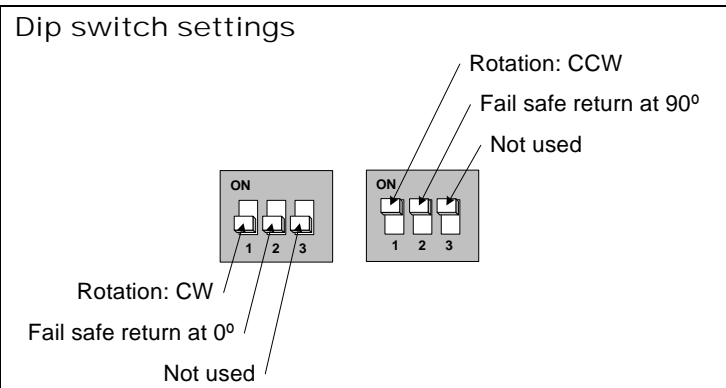 Dip switch settings
Rotation: CCW
Fail safe return at 90º
Not used
ON
1 2 3
ON
1 2 3
Rotation: CW
Fail safe return at 0º
Not used